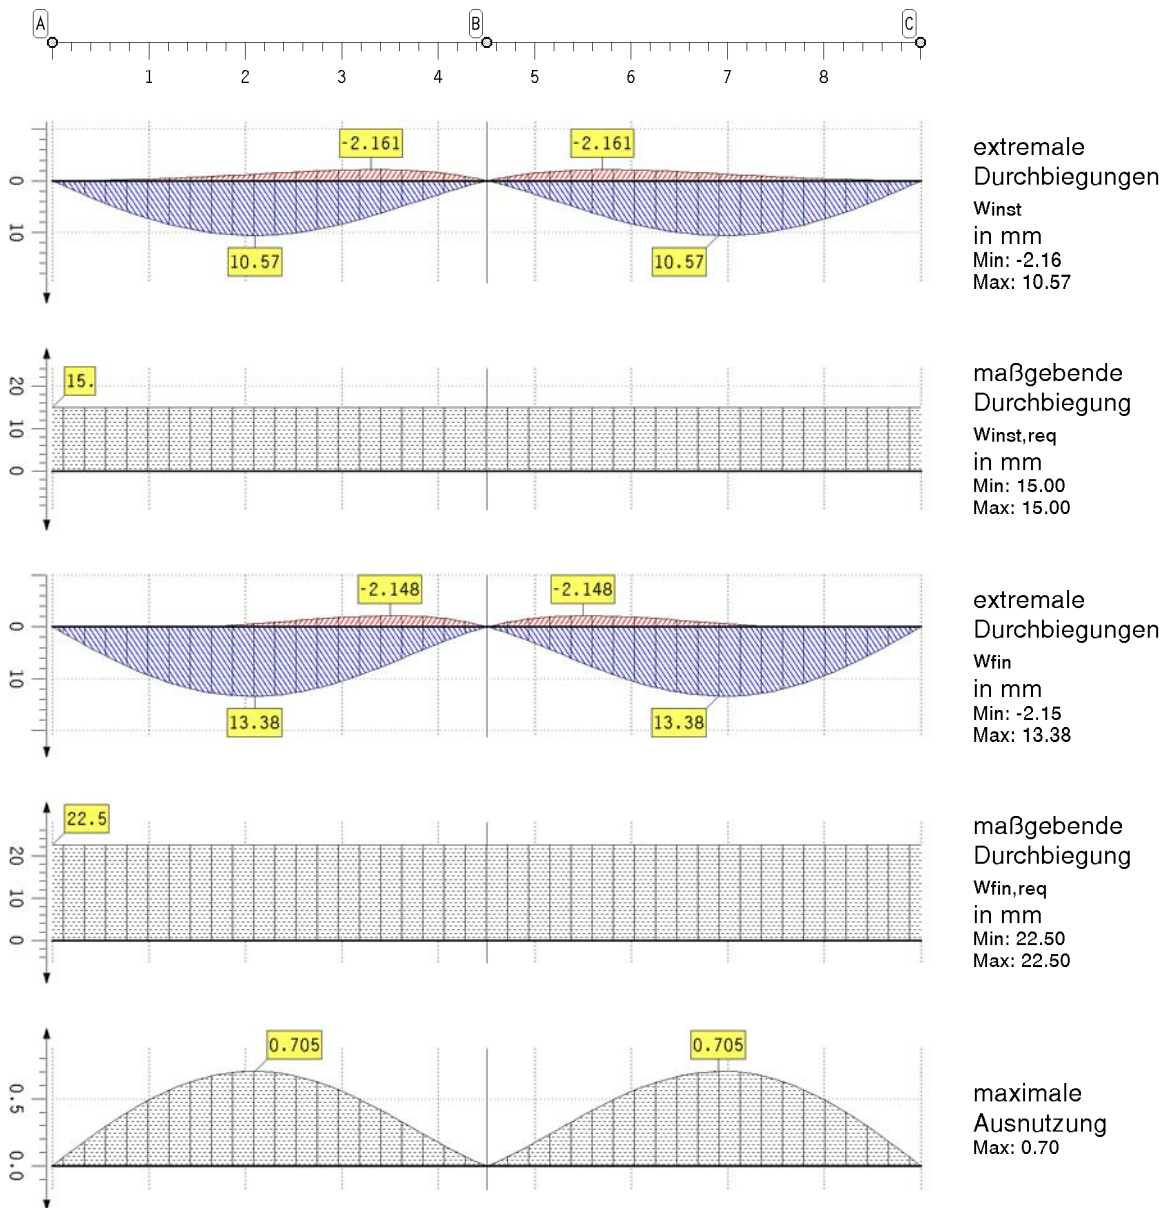 A B C
1 2 3 4 5 6 7 8
-2.161 -2.161
0
10
10.57 10.57
extremale
Durchbiegungen
Winst
in mm
Min: -2.16
Max: 10.57
15.
20
10
0
maßgebende
Durchbiegung
Winst,req
in mm
Min: 15.00
Max: 15.00
-2.148 -2.148
0
10
13.38 13.38
extremale
Durchbiegungen
Wfin
in mm
Min: -2.15
Max: 13.38
22.5
20
10
0
maßgebende
Durchbiegung
Wfin,req
in mm
Min: 22.50
Max: 22.50
0.705 0.705
0.5
0.0
maximale
Ausnutzung
Max: 0.70